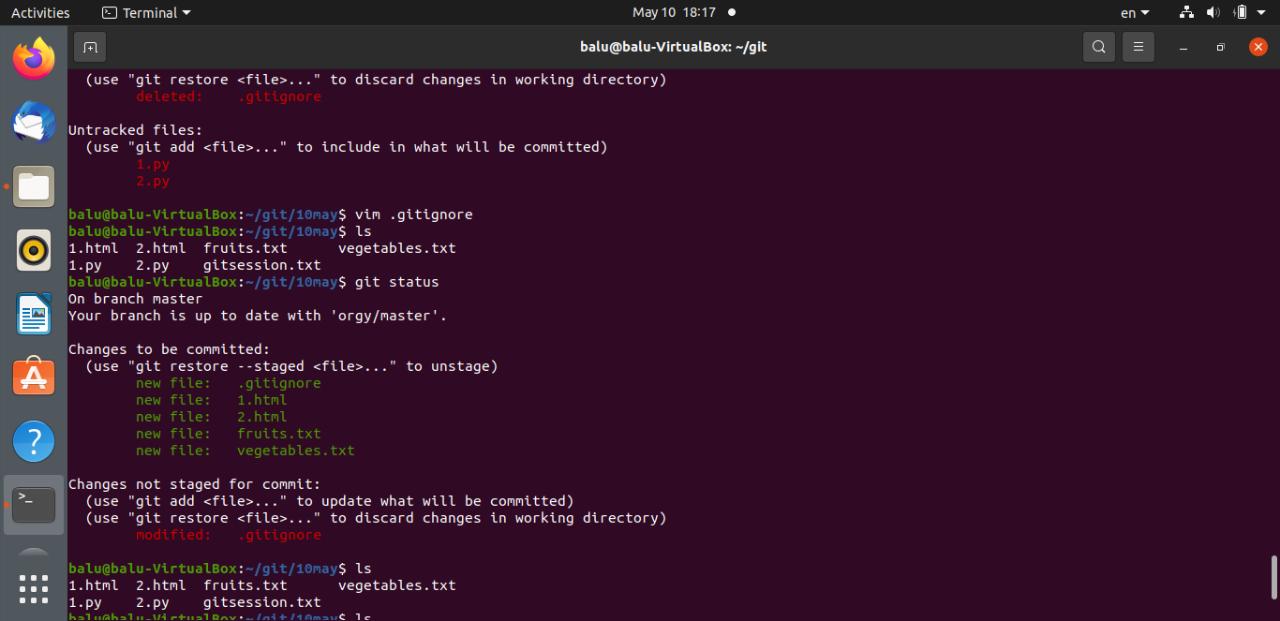 Activities Terminal May 10 18:17 en
balu@balu-VirtualBox: ~/git
(use "git restore <file>..." to discard changes in working directory)
deleted: .gitignore
Untracked files:
(use "git add <file>..." to include in what will be committed)
1.py
2.py
balu@balu-VirtualBox:~/git/10may$ vim .gitignore
balu@balu-VirtualBox:~/git/10may$ ls
1.html 2.html fruits.txt vegetables.txt
1.py 2.py gitsession.txt
balu@balu-VirtualBox:~/git/10may$ git status
On branch master
Your branch is up to date with 'orgy/master'.
Changes to be committed:
(use "git restore --staged <file>..." to unstage)
new file: .gitignore
new file: 1.html
new file: 2.html
new file: fruits.txt
new file: vegetables.txt
Changes not staged for commit:
(use "git add <file>..." to update what will be committed)
(use "git restore <file>..." to discard changes in working directory)
modified: .gitignore
balu@balu-VirtualBox:~/git/10may$ ls
1.html 2.html fruits.txt vegetables.txt
1.py 2.py gitsession.txt
balu@balu-VirtualBox:~/git/10may$ ls